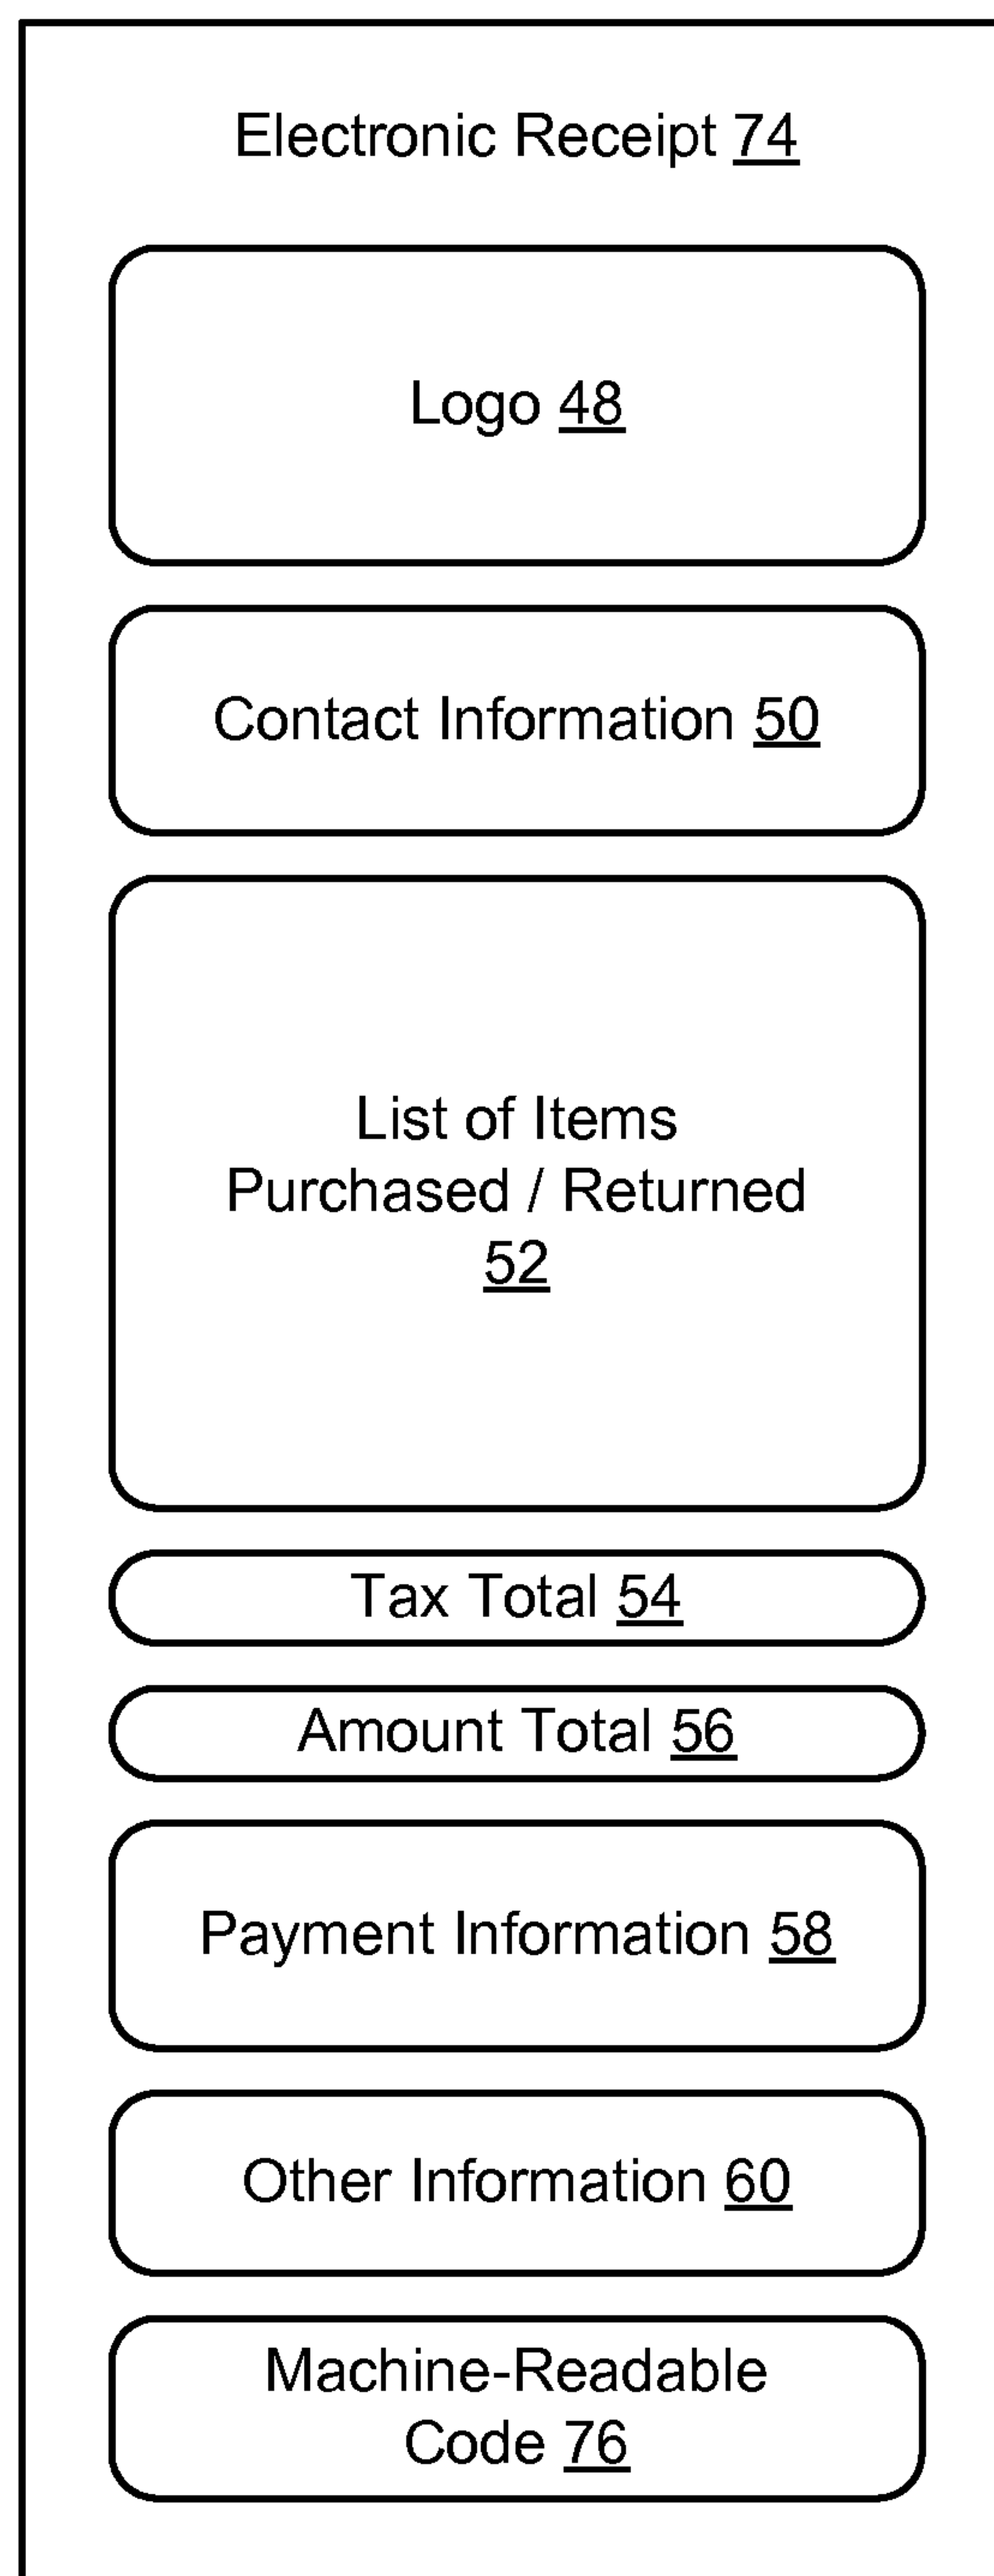 Electronic Receipt 74
Logo 48
Contact Information 50
List of Items
Purchased / Returned
52
Tax Total 54
Amount Total 56
Payment Information 58
Other Information 60
Machine-Readable
Code 76